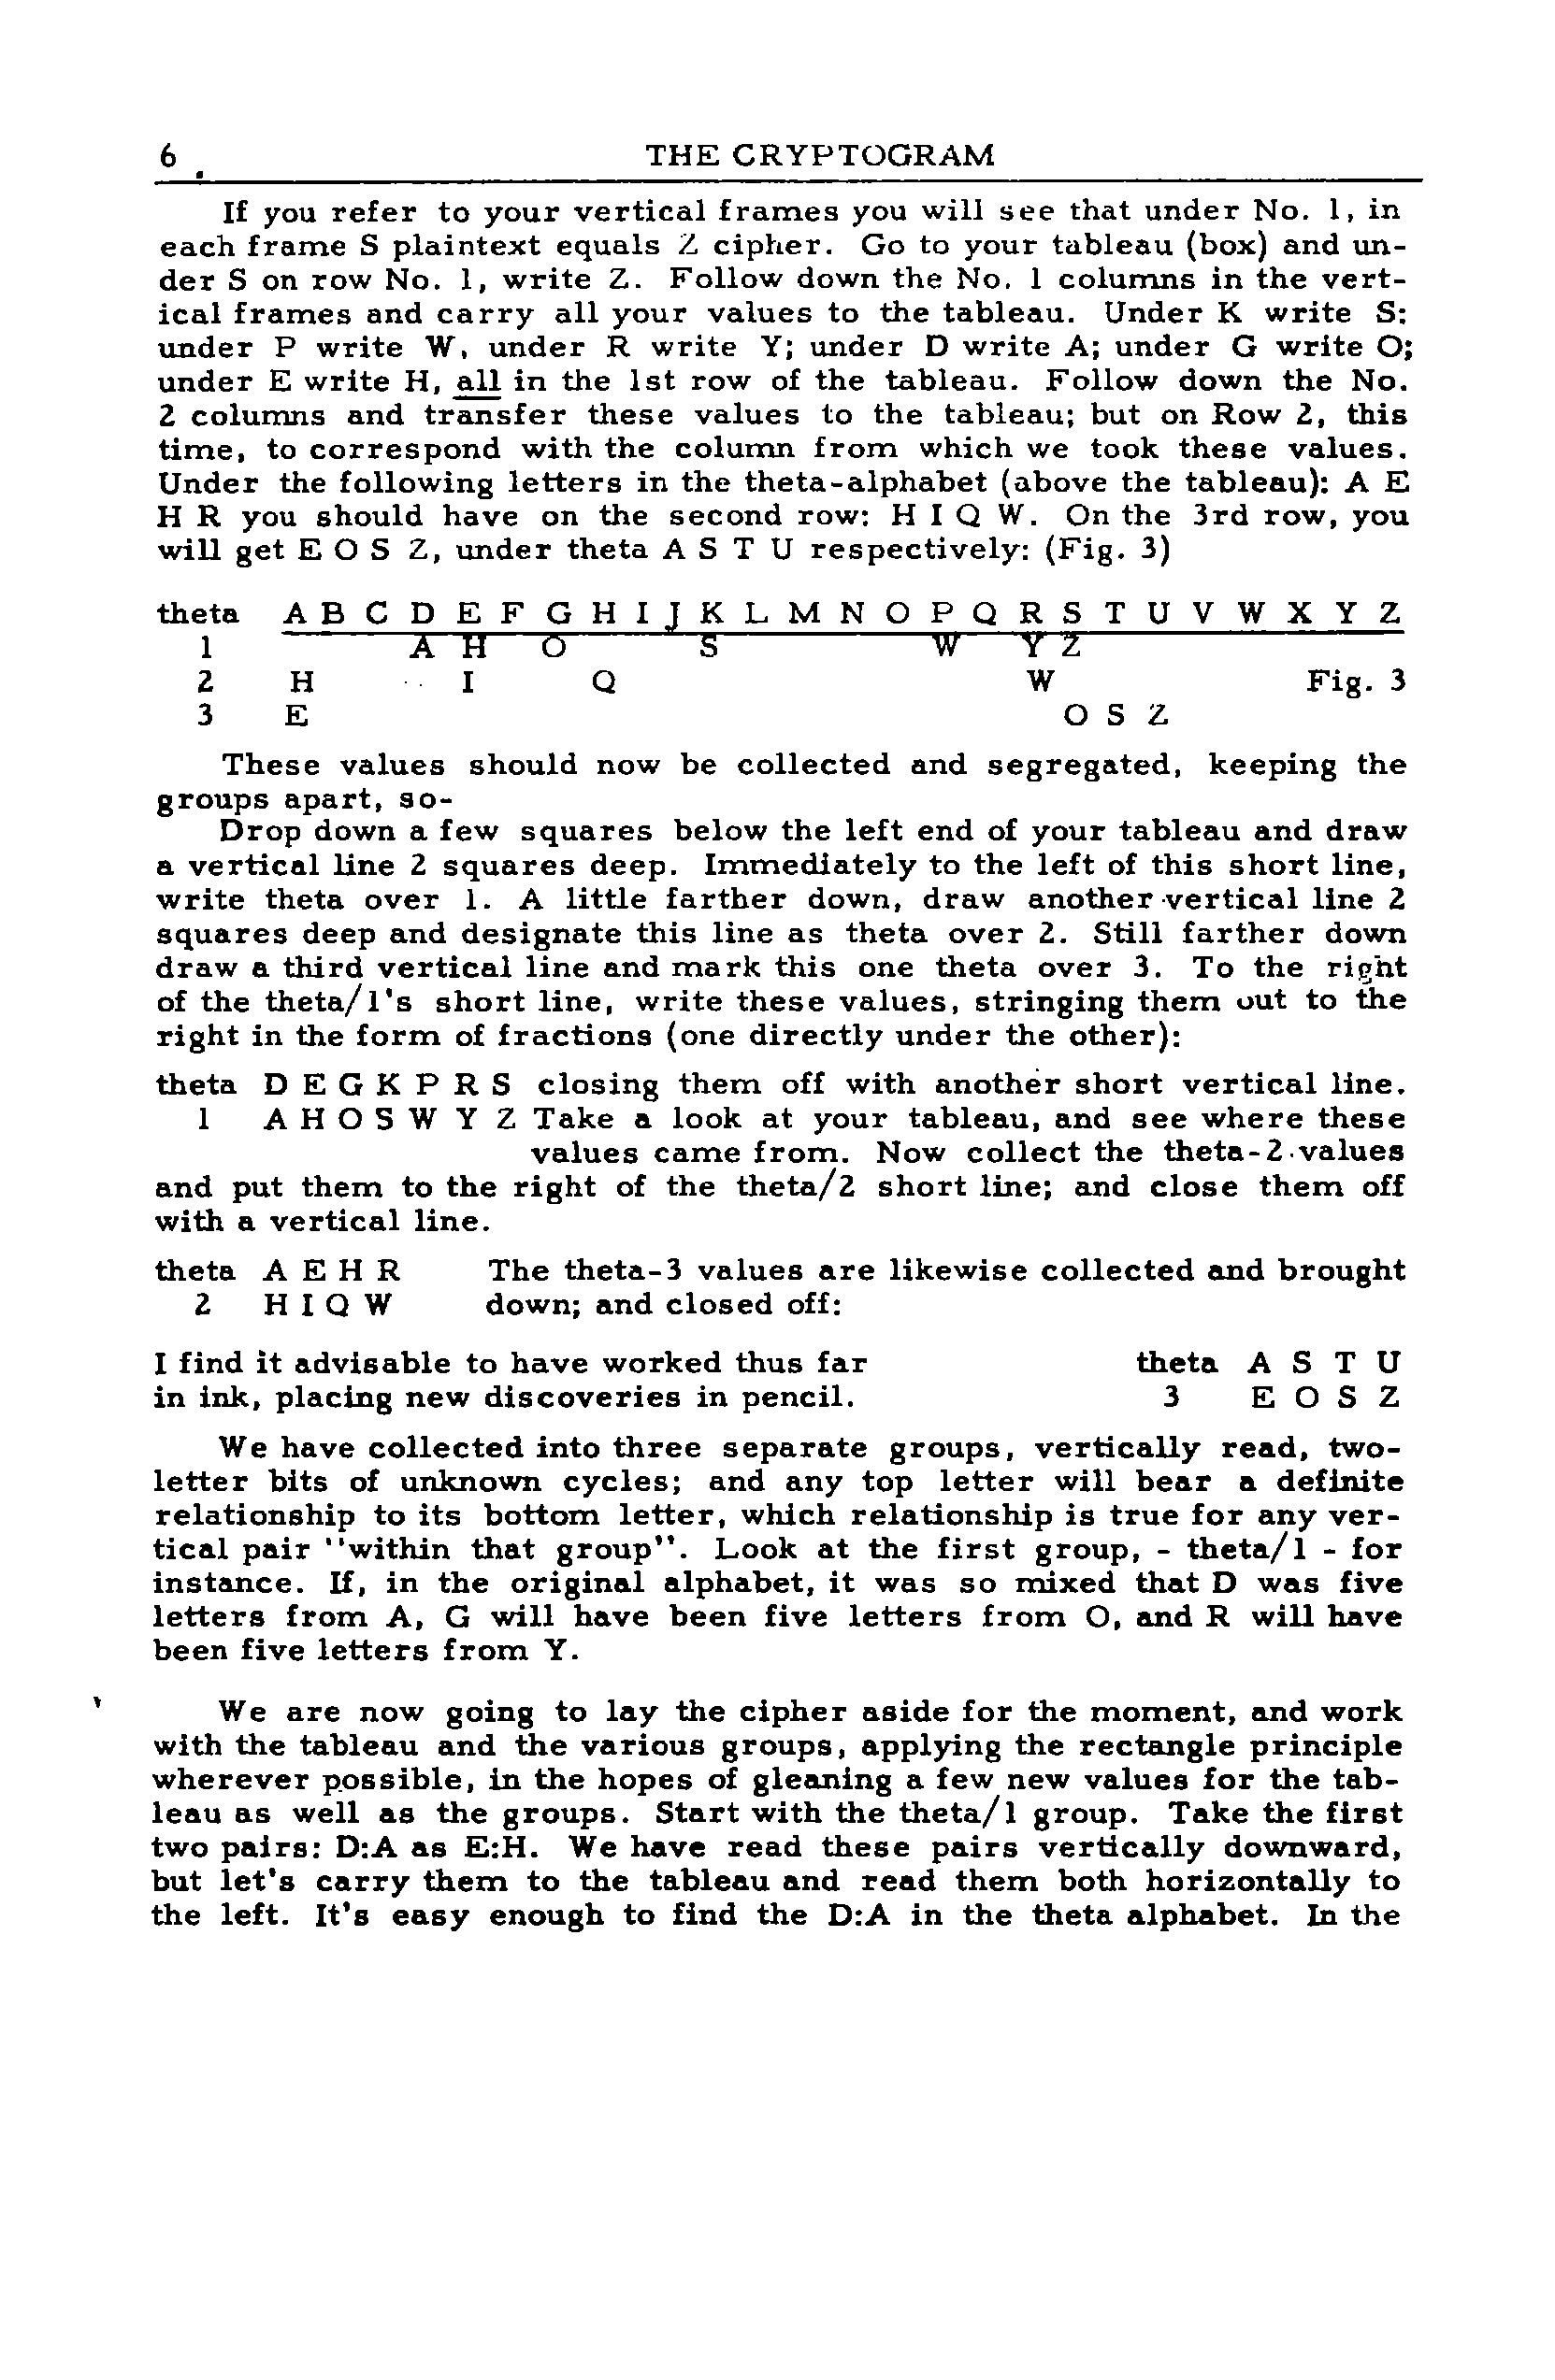 6 THE CRYPTOGRAM
If you refer to your vertical frames you will see that under No. 1, in
each frame S plaintext equals Z cipher. Go to your tableau (box) and un-
der S on row No. 1, write Z. Follow down the No. 1 columns in the vert-
ical frames and carry all your values to the tableau. Under K write S:
under P write W, under R write Y; under D write A; under G write O;
under E write H, all in the 1st row of the tableau. Follow down the No.
2 columns and transfer these values to the tableau; but on Row 2, this
time, to correspond with the column from which we took these values.
Under the following letters in the theta-alphabet (above the tableau): A E
H R you should have on the second row: H I Q W. On the 3rd row, you
will get E O S Z, under theta A S T U respectively: (Fig. 3)
theta A B C D E F G H I J K L M N O P Q R S T U V W X Y Z
1 A H O S W Y Z
2 H I Q W Fig. 3
3 E O S Z
These values should now be collected and segregated, keeping the
groups apart, so-
Drop down a few squares below the left end of your tableau and draw
a vertical line 2 squares deep. Immediately to the left of this short line,
write theta over 1. A little farther down, draw another vertical line 2
squares deep and designate this line as theta over 2. Still farther down
draw a third vertical line and mark this one theta over 3. To the right
of the theta/1's short line, write these values, stringing them out to the
right in the form of fractions (one directly under the other):
theta D E G K P R S closing them off with another short vertical line.
1 A H O S W Y Z Take a look at your tableau, and see where these
values came from. Now collect the theta-2 values
and put them to the right of the theta/2 short line; and close them off
with a vertical line.
theta A E H R The theta-3 values are likewise collected and brought
2 H I Q W down; and closed off:
I find it advisable to have worked thus far theta A S T U
in ink, placing new discoveries in pencil. 3 E O S Z
We have collected into three separate groups, vertically read, two-
letter bits of unknown cycles; and any top letter will bear a definite
relationship to its bottom letter, which relationship is true for any ver-
tical pair "within that group". Look at the first group, - theta/1 - for
instance. If, in the original alphabet, it was so mixed that D was five
letters from A, G will have been five letters from O, and R will have
been five letters from Y.
We are now going to lay the cipher aside for the moment, and work
with the tableau and the various groups, applying the rectangle principle
wherever possible, in the hopes of gleaning a few new values for the tab-
leau as well as the groups. Start with the theta/1 group. Take the first
two pairs: D:A as E:H. We have read these pairs vertically downward,
but let's carry them to the tableau and read them both horizontally to
the left. It's easy enough to find the D:A in the theta alphabet. In the